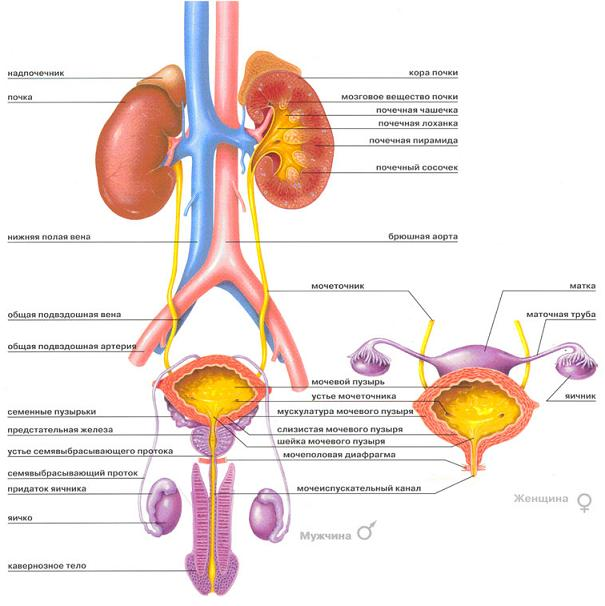 надпочечник
кора почки
почка
мозговое вещество почки
почечная чашечка
почечная лоханка
почечная пирамида
почечный сосочек
нижняя полая вена
брюшная аорта
мочеточник
матка
общая подвздошная вена
маточная труба
общая подвздошная артерия
мочевой пузырь
устье мочеточника
яичник
семенные пузырьки
мускулатура мочевого пузыря
предстательная железа
слизистая мочевого пузыря
шейка мочевого пузыря
устье семявыбрасывающего протока
мочеполовая диафрагма
семявыбрасывающий проток
придаток яичника
мочеиспускательный канал
Женщина ♀
яичко
Мужчина ♂
кавернозное тело